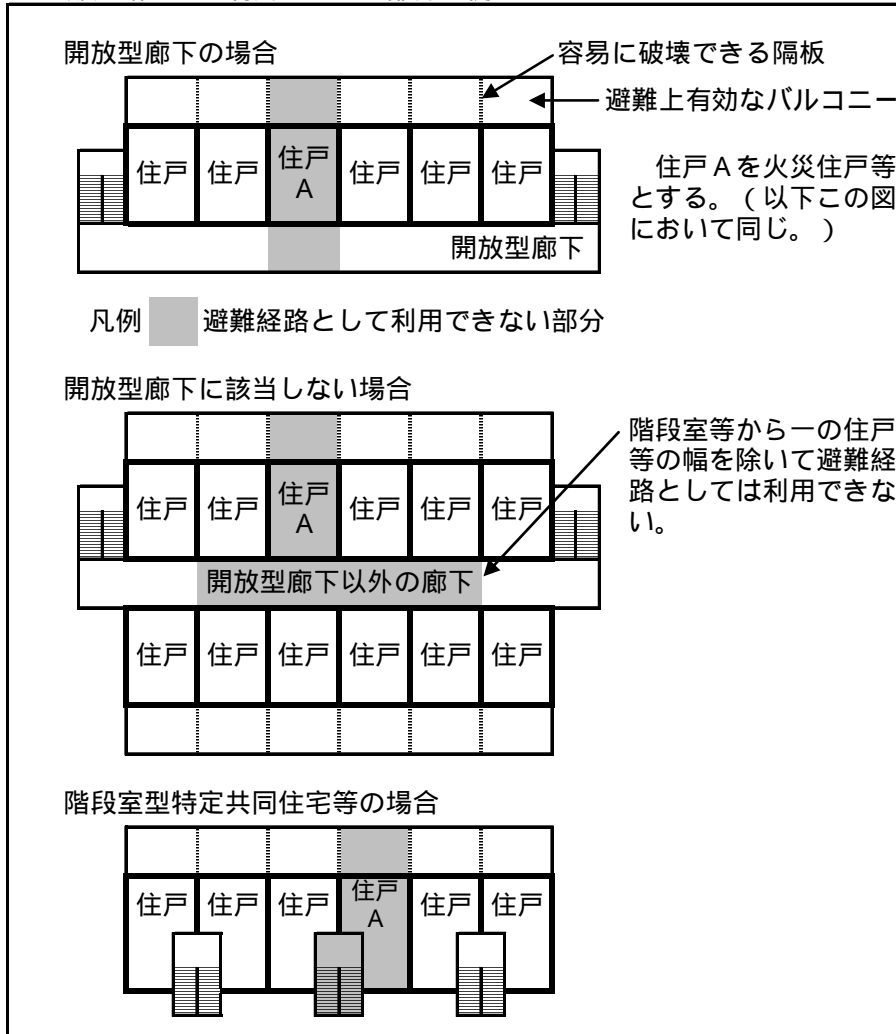 開放型廊下の場合
容易に破壊できる隔板
避難上有効なバルコニー
住戸 住戸 住戸A 住戸 住戸 住戸
住戸Aを火災住戸等
とする。(以下この図
において同じ。)
開放型廊下
凡例 避難経路として利用できない部分
開放型廊下に該当しない場合
階段室等から一の住戸
等の幅を除いて避難経
路としては利用できな
い。
住戸 住戸 住戸A 住戸 住戸 住戸
開放型廊下以外の廊下
住戸 住戸 住戸 住戸 住戸 住戸
階段室型特定共同住宅等の場合
住戸 住戸 住戸 住戸A 住戸 住戸